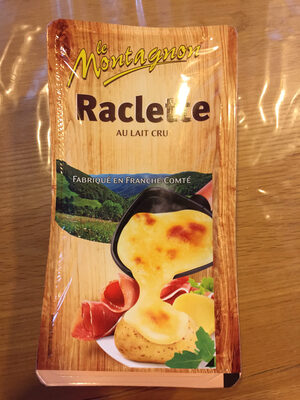 le
Montagnon
Raclette
AU LAIT CRU
FABRIQUÉ EN FRANCHE COMTÉ